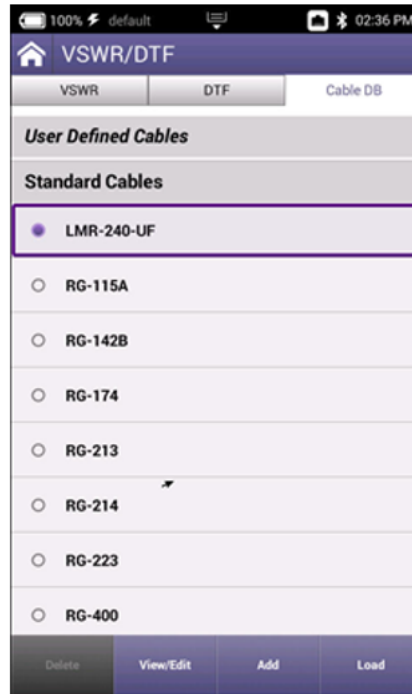 100% default 02:36 PM
VSWR/DTF
VSWR DTF Cable DB
User Defined Cables
Standard Cables
LMR-240-UF
RG-115A
RG-142B
RG-174
RG-213
RG-214
RG-223
RG-400
Delete View/Edit Add Load